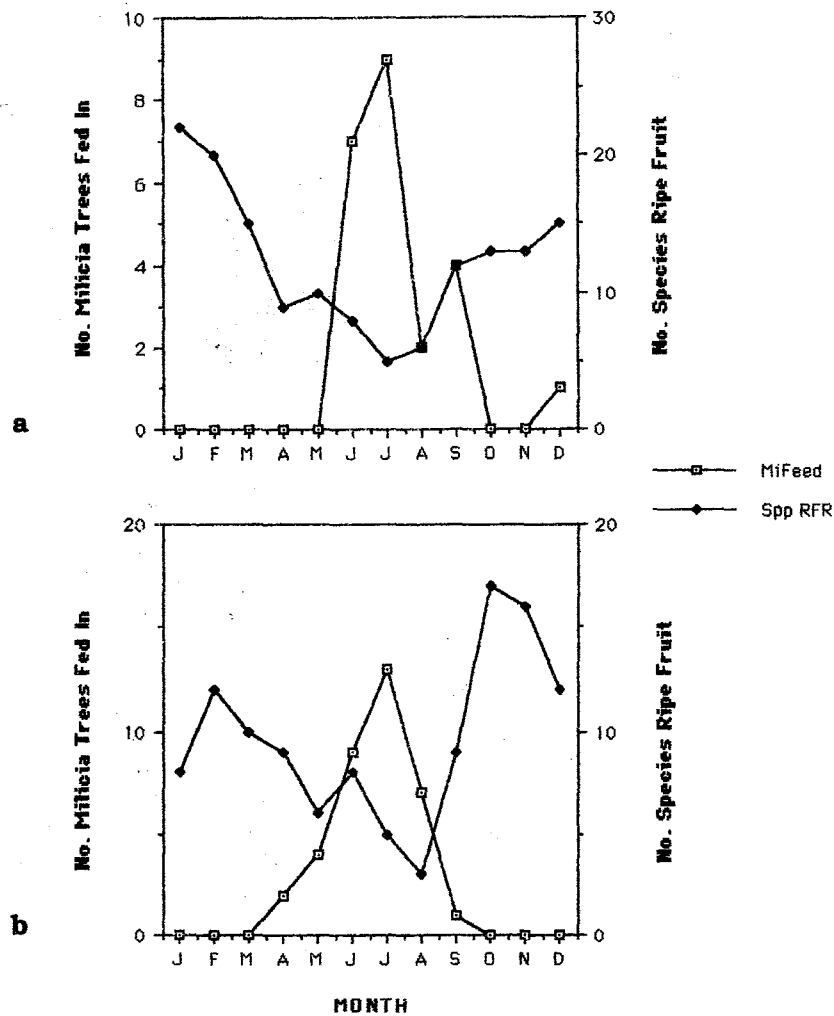 No. Milicia Trees Fed In
10
8
6
4
2
0
30
20
10
0
No. Species Ripe Fruit
J F M A M J J A S O N D
a
MiFeed
Spp RFR
No. Milicia Trees Fed In
20
10
0
20
10
0
No. Species Ripe Fruit
J F M A M J J A S O N D
b
MONTH